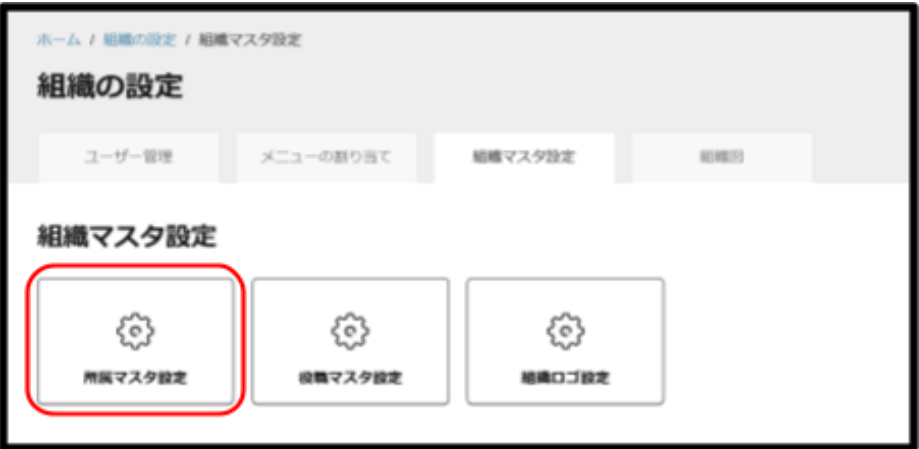 ホーム / 組織の設定 / 組織マスタ設定
組織の設定
ユーザー管理 メニューの割り当て 組織マスタ設定 組織図
組織マスタ設定
所属マスタ設定 役職マスタ設定 組織ロゴ設定